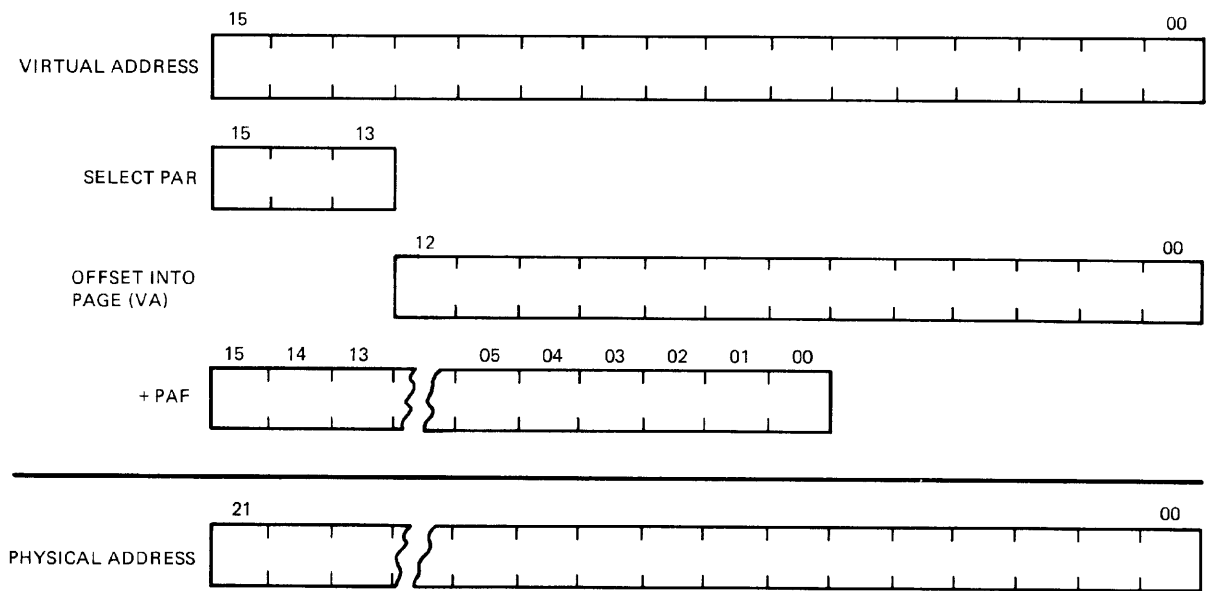 15 00
VIRTUAL ADDRESS
15 13
SELECT PAR
12 00
OFFSET INTO
PAGE (VA)
15 14 13 05 04 03 02 01 00
+ PAF
21 00
PHYSICAL ADDRESS